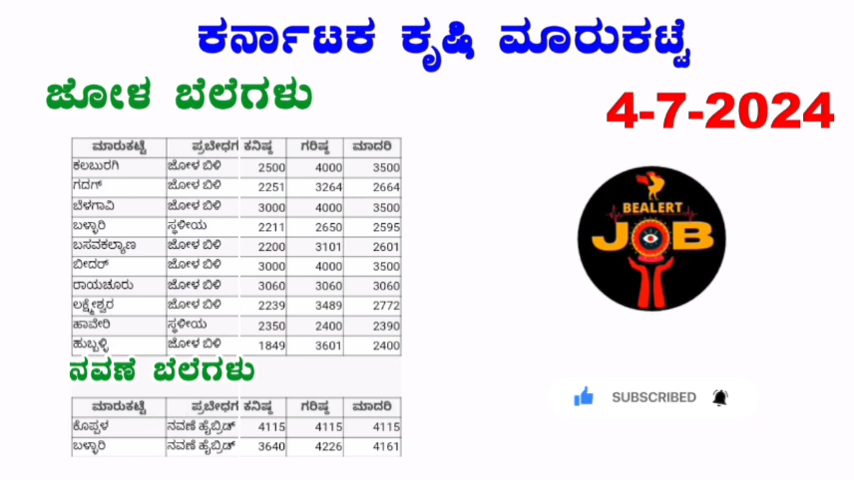 ಕರ್ನಾಟಕ ಕೃಷಿ ಮಾರುಕಟ್ಟೆ
ಜೋಳ ಬೆಲೆಗಳು
4-7-2024
ಮಾರುಕಟ್ಟೆ ಪ್ರಬೇಧಗ ಕನಿಷ್ಠ ಗರಿಷ್ಠ ಮಾದರಿ
ಕಲಬುರಗಿ ಜೋಳ ಬಿಳಿ 2500 4000 3500
ಗದಗ್ ಜೋಳ ಬಿಳಿ 2251 3264 2664
ಬೆಳಗಾವಿ ಜೋಳ ಬಿಳಿ 3000 4000 3500
ಬಳ್ಳಾರಿ ಸ್ಥಳೀಯ 2211 2650 2595
ಬಸವಕಲ್ಯಾಣ ಜೋಳ ಬಿಳಿ 2200 3101 2601
ಬೀದರ್ ಜೋಳ ಬಿಳಿ 3000 4000 3500
ರಾಯಚೂರು ಜೋಳ ಬಿಳಿ 3060 3060 3060
ಲಕ್ಷ್ಮೇಶ್ವರ ಜೋಳ ಬಿಳಿ 2239 3489 2772
ಹಾವೇರಿ ಸ್ಥಳೀಯ 2350 2400 2390
ಹುಬ್ಬಳ್ಳಿ ಜೋಳ ಬಿಳಿ 1849 3601 2400
ನವಣೆ ಬೆಲೆಗಳು
ಮಾರುಕಟ್ಟೆ ಪ್ರಬೇಧಗ ಕನಿಷ್ಠ ಗರಿಷ್ಠ ಮಾದರಿ
ಕೊಪ್ಪಳ ನವಣೆ ಹೈಬ್ರಿಡ್ 4115 4115 4115
ಬಳ್ಳಾರಿ ನವಣೆ ಹೈಬ್ರಿಡ್ 3640 4226 4161
BEALERT
JOB
SUBSCRIBED